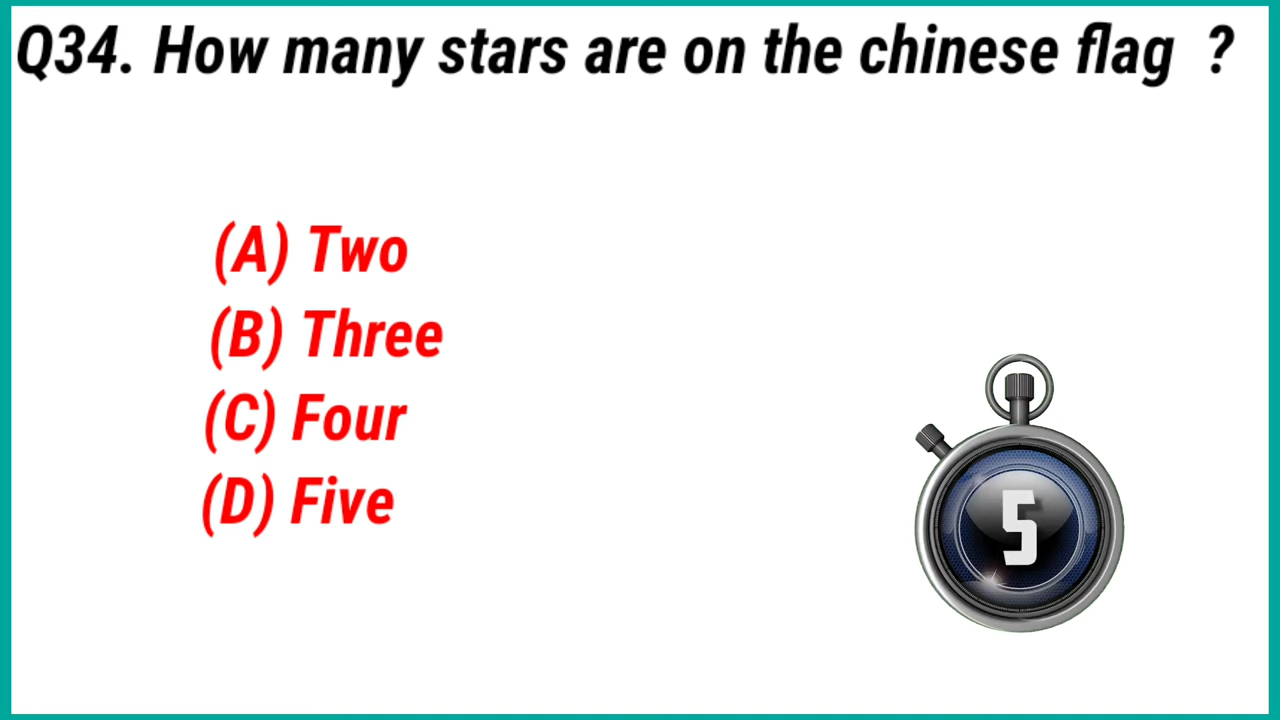 Q34. How many stars are on the chinese flag ?
(A) Two
(B) Three
(C) Four
(D) Five
5